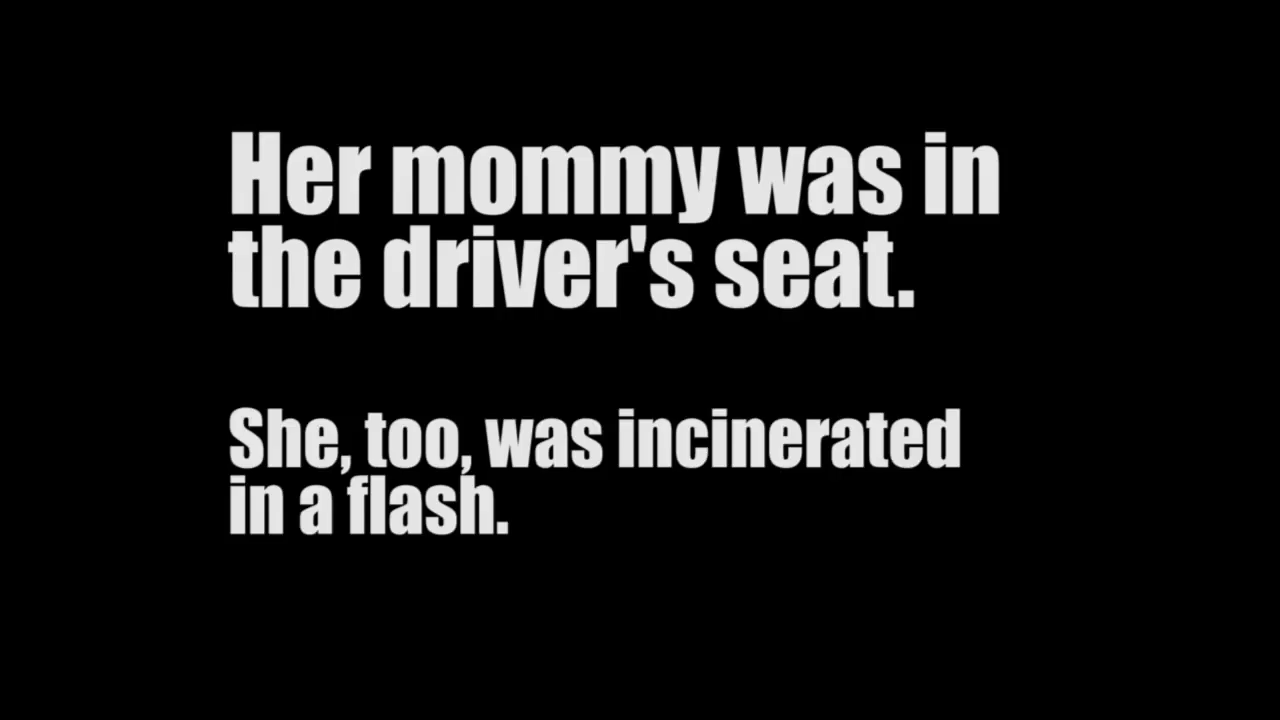 Her mommy was in
the driver's seat.
She, too, was incinerated
in a flash.